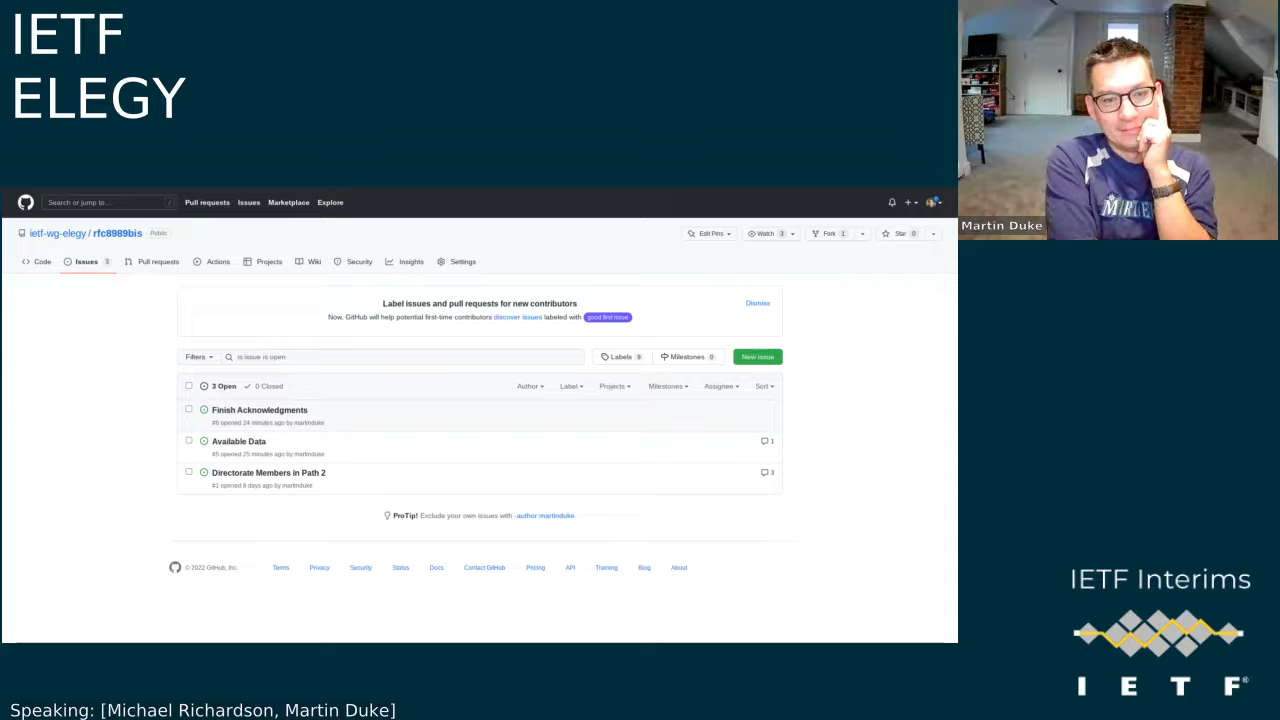 IETF
ELEGY
Martin Duke
Search or jump to...
/
Pull requests
Issues
Marketplace
Explore
ietf-wg-elegy / rfc8989bis
Public
Edit Pins
Watch 3
Fork 1
Star 0
Code
Issues 3
Pull requests
Actions
Projects
Wiki
Security
Insights
Settings
Label issues and pull requests for new contributors
Dismiss
Now, GitHub will help potential first-time contributors discover issues labeled with good first issue
Filters
is:issue is:open
Labels 9
Milestones 0
New issue
3 Open
0 Closed
Author
Label
Projects
Milestones
Assignee
Sort
Finish Acknowledgments
#6 opened 24 minutes ago by martinduke
Available Data
1
#5 opened 25 minutes ago by martinduke
Directorate Members in Path 2
3
#1 opened 8 days ago by martinduke
ProTip! Exclude your own issues with -author:martinduke.
© 2022 GitHub, Inc.
Terms
Privacy
Security
Status
Docs
Contact GitHub
Pricing
API
Training
Blog
About
IETF Interims
I E T F®
Speaking: [Michael Richardson, Martin Duke]